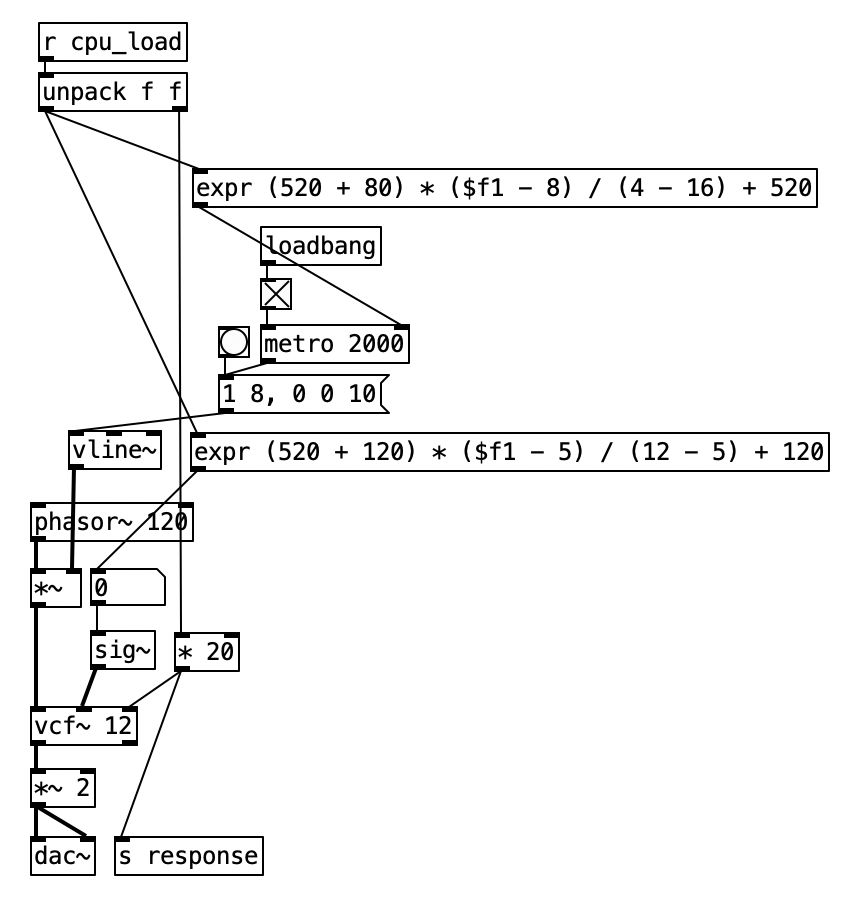 r cpu_load
unpack f f
expr (520 + 80) * ($f1 - 8) / (4 - 16) + 520
loadbang
metro 2000
1 8, 0 0 10
vline~
expr (520 + 120) * ($f1 - 5) / (12 - 5) + 120
phasor~ 120
*~
0
sig~
* 20
vcf~ 12
*~ 2
dac~
s response